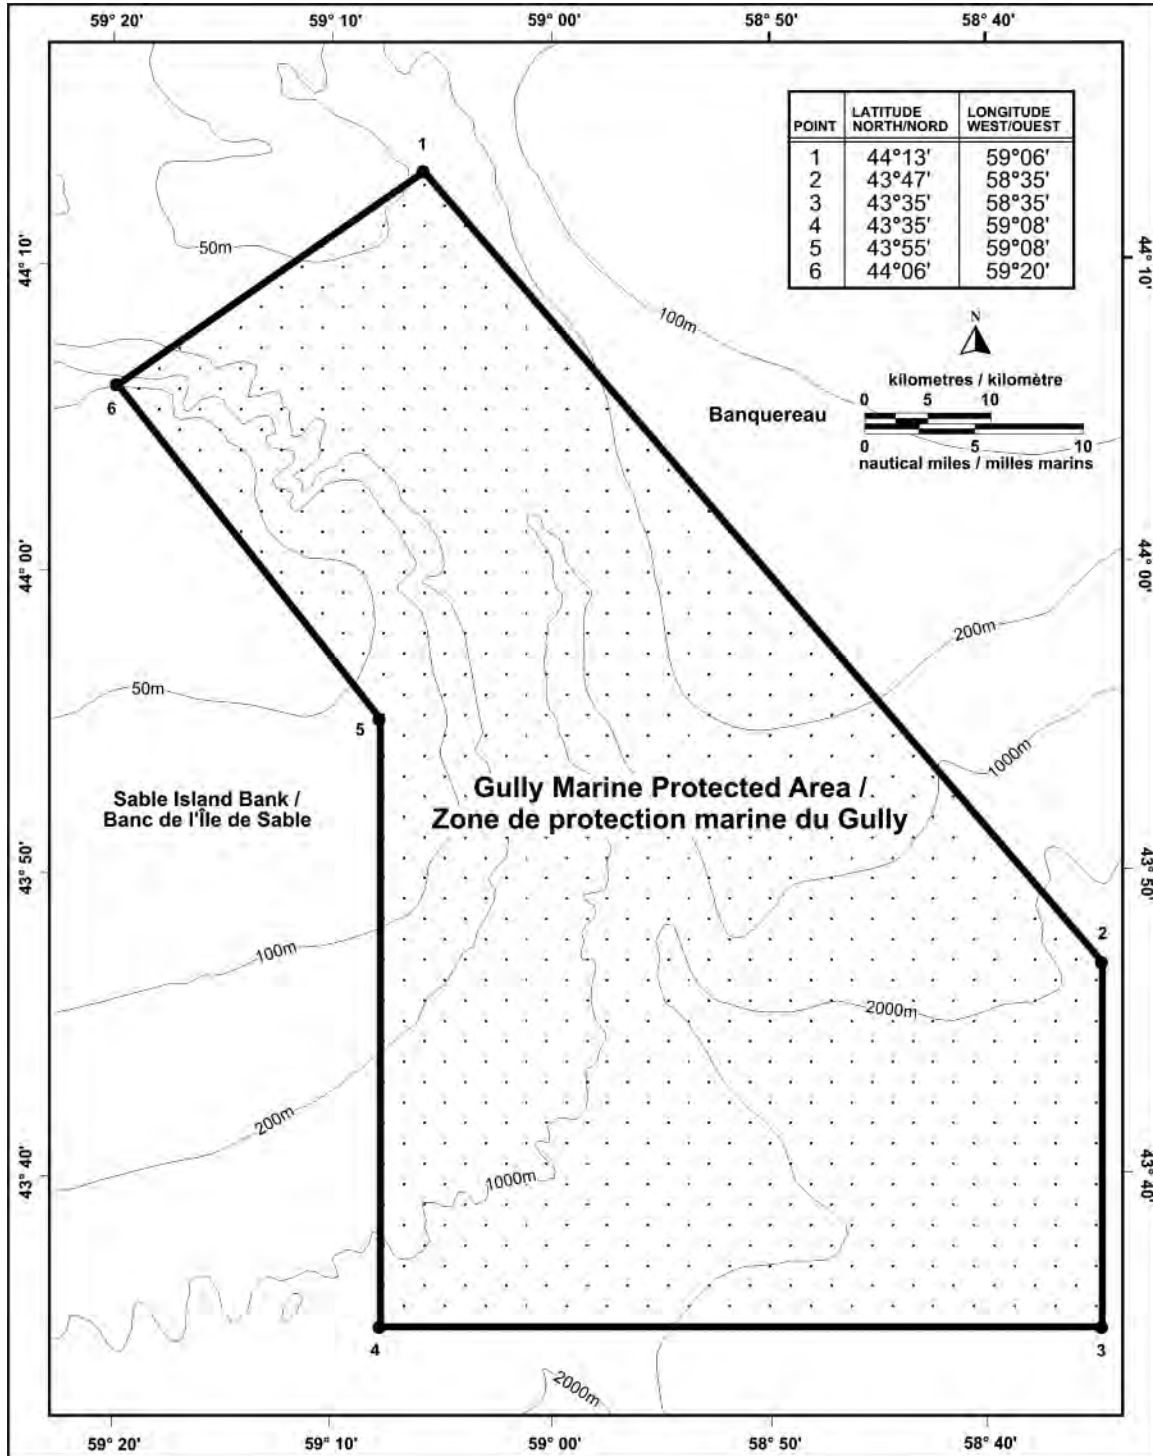 59° 20' 59° 10' 59° 00' 58° 50' 58° 40'
POINT LATITUDE NORTH/NORD LONGITUDE WEST/OUEST
1 44°13' 59°06'
2 43°47' 58°35'
3 43°35' 58°35'
4 43°35' 59°08'
5 43°55' 59°08'
6 44°06' 59°20'
1
50m
44° 10'
44° 10'
100m
N
kilometres / kilomètre
0 5 10
Banquereau
0 5 10
nautical miles / milles marins
6
44° 00'
44° 00'
200m
50m
5
1000m
Gully Marine Protected Area /
Zone de protection marine du Gully
Sable Island Bank /
Banc de l'Île de Sable
43° 50'
43° 50'
2
100m
2000m
200m
43° 40'
43° 40'
1000m
4
3
2000m
59° 20' 59° 10' 59° 00' 58° 50' 58° 40'